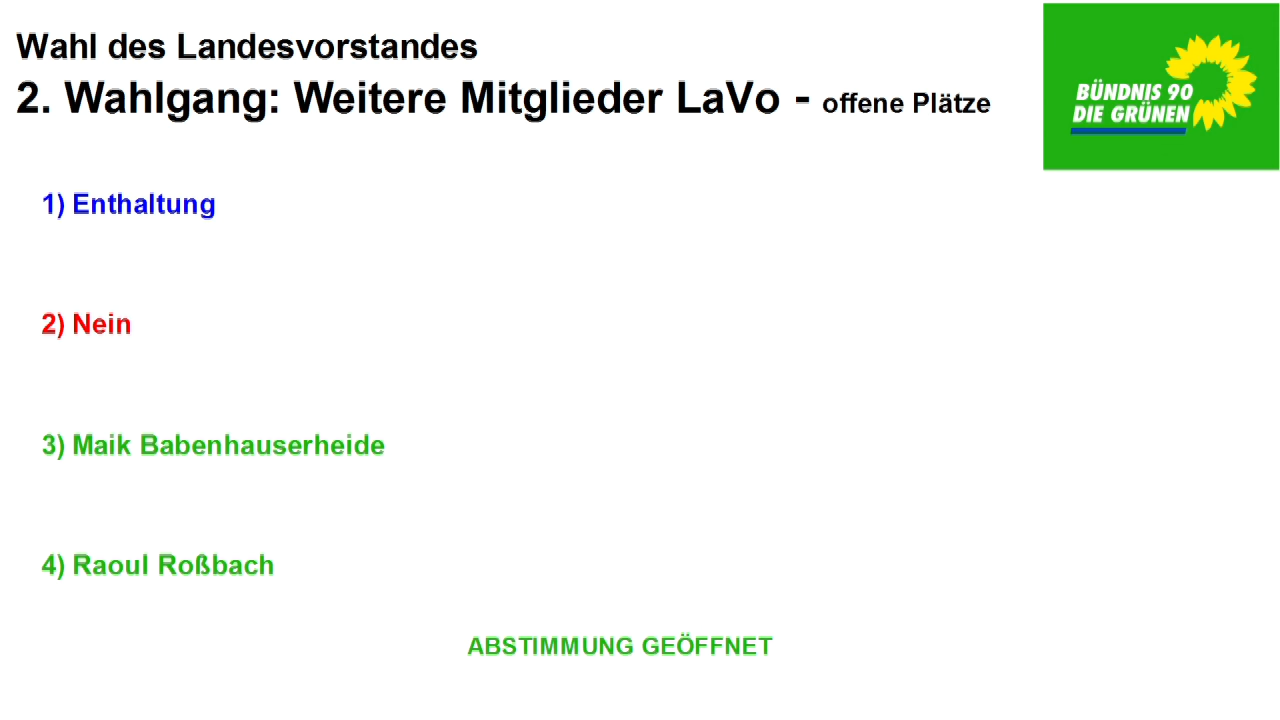 Wahl des Landesvorstandes
2. Wahlgang: Weitere Mitglieder LaVo - offene Plätze
BÜNDNIS 90
DIE GRÜNEN
1) Enthaltung
2) Nein
3) Maik Babenhauserheide
4) Raoul Roßbach
ABSTIMMUNG GEÖFFNET